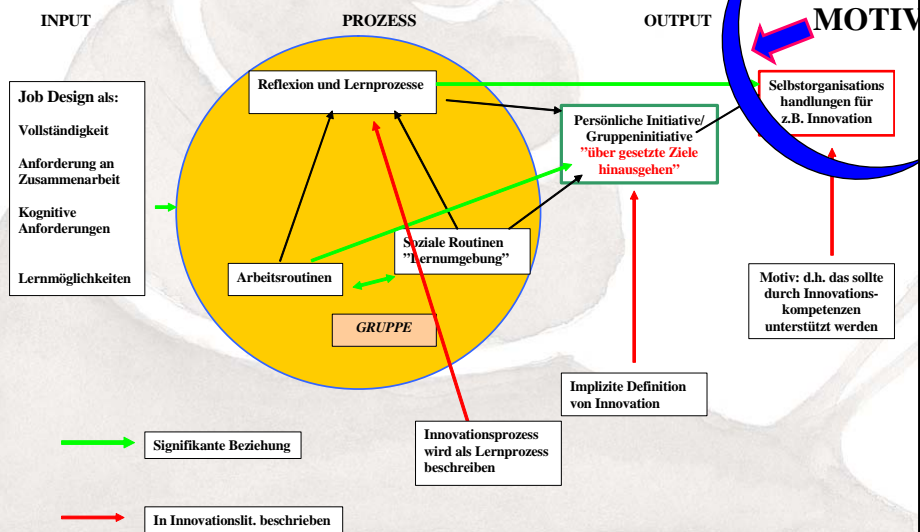 INPUT
PROZESS
OUTPUT
MOTIV
Job Design als:
Vollständigkeit
Anforderung an
Zusammenarbeit
Kognitive
Anforderungen
Lernmöglichkeiten
Reflexion und Lernprozesse
Arbeitsroutinen
Soziale Routinen
”Lernumgebung”
GRUPPE
Persönliche Initiative/
Gruppeninitiative
”über gesetzte Ziele
hinausgehen”
Selbstorganisations
handlungen für
z.B. Innovation
Motiv: d.h. das sollte
durch Innovations-
kompetenzen
unterstützt werden
Implizite Definition
von Innovation
Innovationsprozess
wird als Lernprozess
beschreiben
Signifikante Beziehung
In Innovationslit. beschrieben